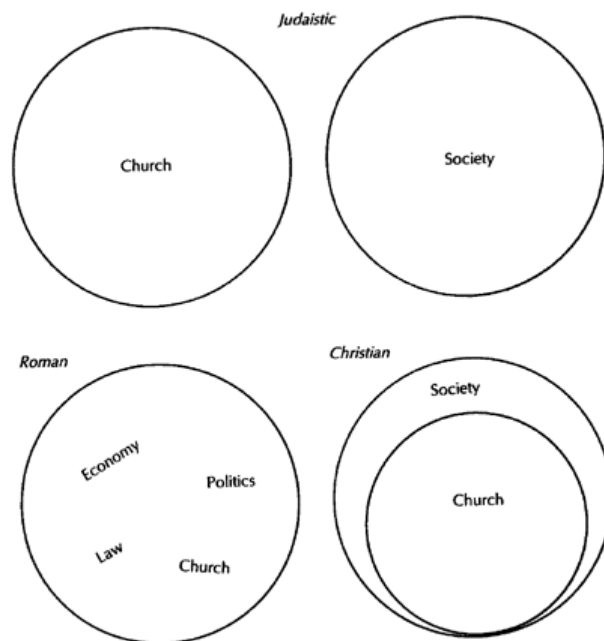 Judaistic
Church
Society
Roman
Christian
Economy
Politics
Law
Church
Society
Church